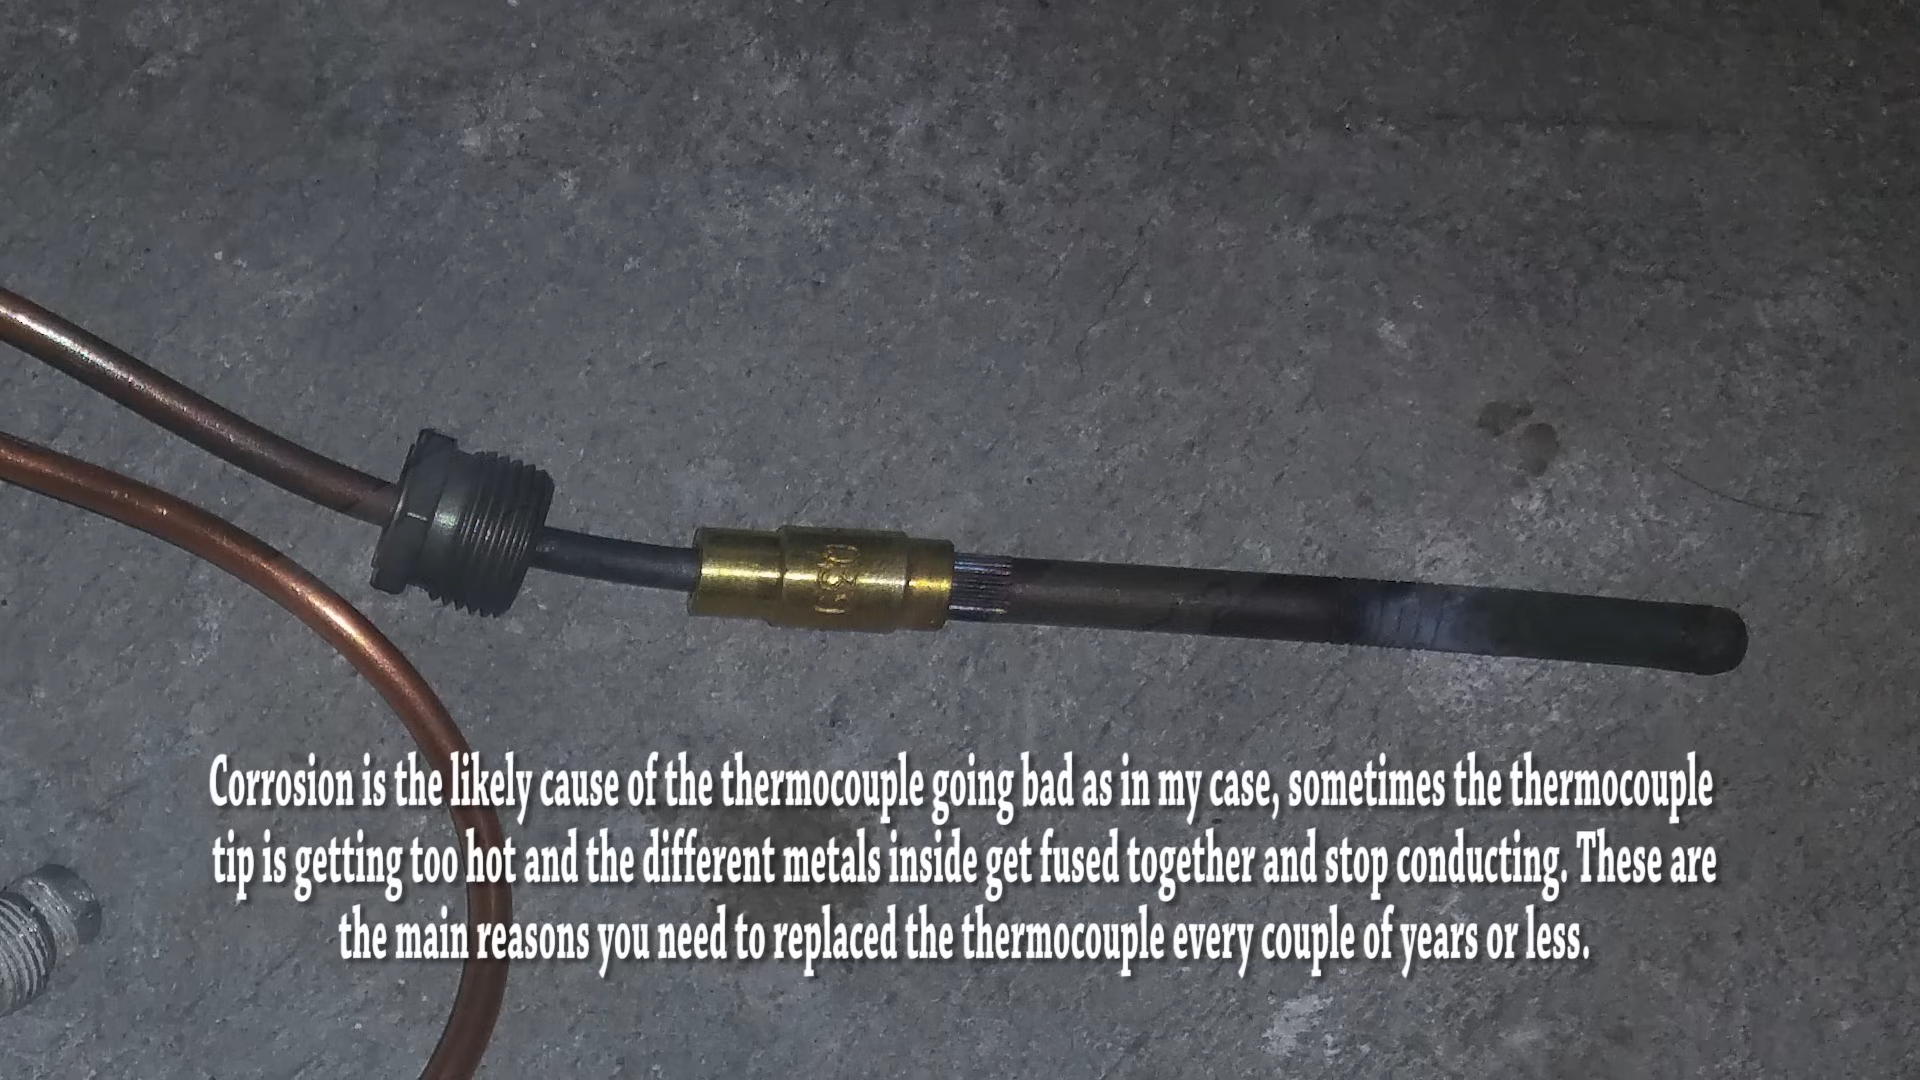 Corrosion is the likely cause of the thermocouple going bad as in my case, sometimes the thermocouple
tip is getting too hot and the different metals inside get fused together and stop conducting. These are
the main reasons you need to replaced the thermocouple every couple of years or less.